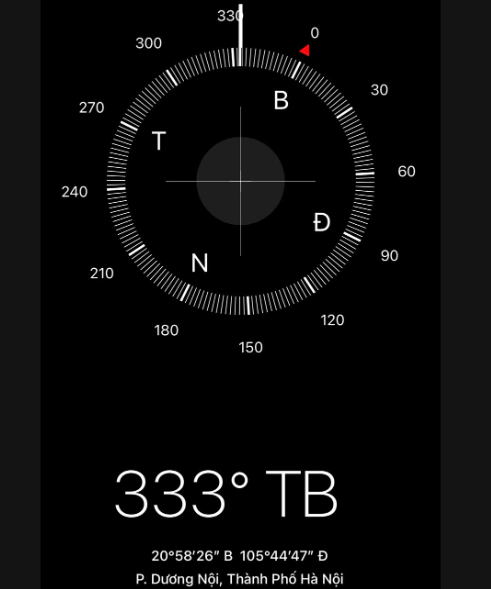 330
0
300
30
B
270
T
60
240
Đ
90
N
210
120
180
150
333° TB
20°58′26″ B 105°44′47″ Đ
P. Dương Nội, Thành Phố Hà Nội